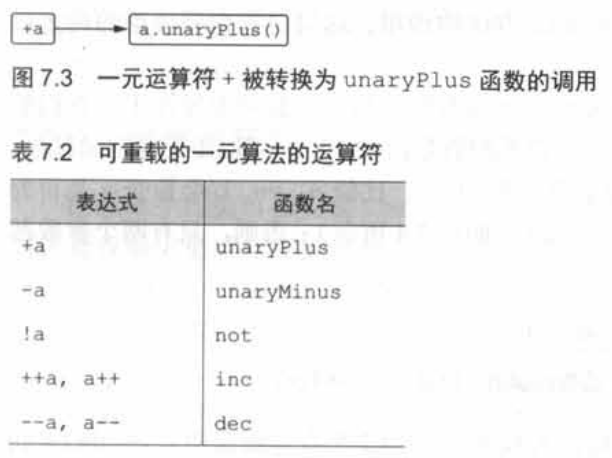 +a a.unaryPlus()
图 7.3 一元运算符 + 被转换为 unaryPlus 函数的调用
表 7.2 可重载的一元算法的运算符
表达式 函数名
+a unaryPlus
-a unaryMinus
!a not
++a, a++ inc
--a, a-- dec